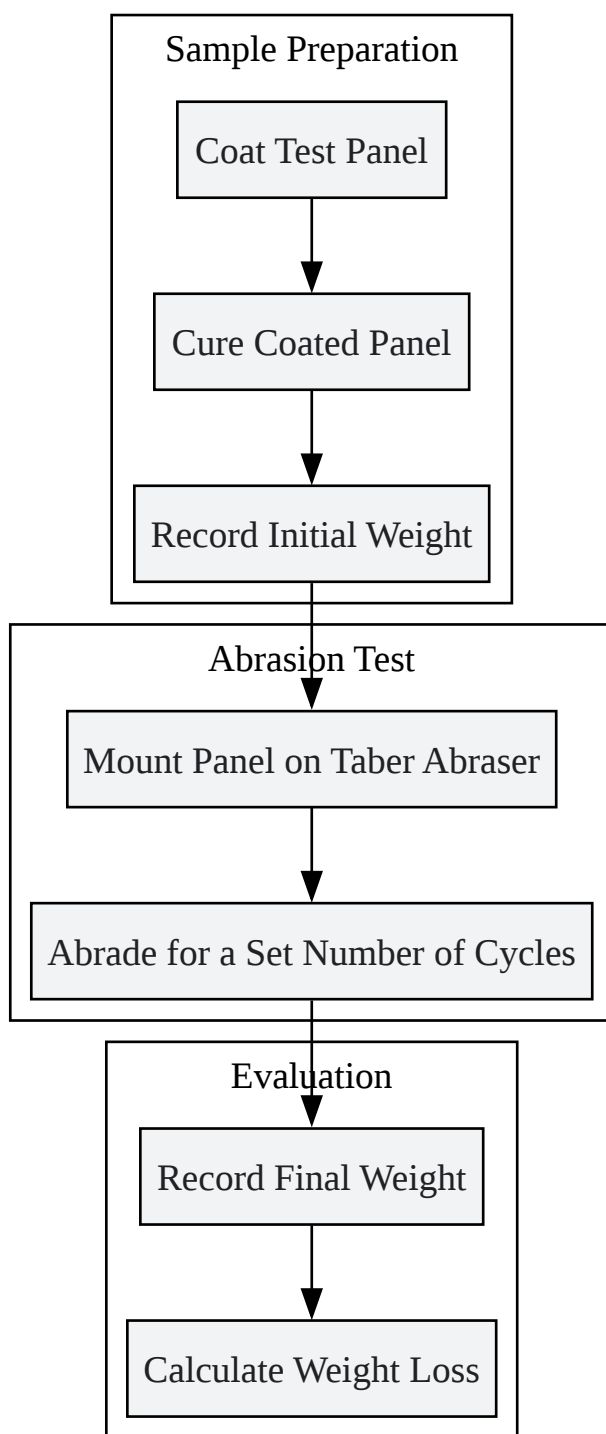 Sample Preparation
Coat Test Panel
Cure Coated Panel
Record Initial Weight
Abrasion Test
Mount Panel on Taber Abraser
Abrade for a Set Number of Cycles
Evaluation
Record Final Weight
Calculate Weight Loss